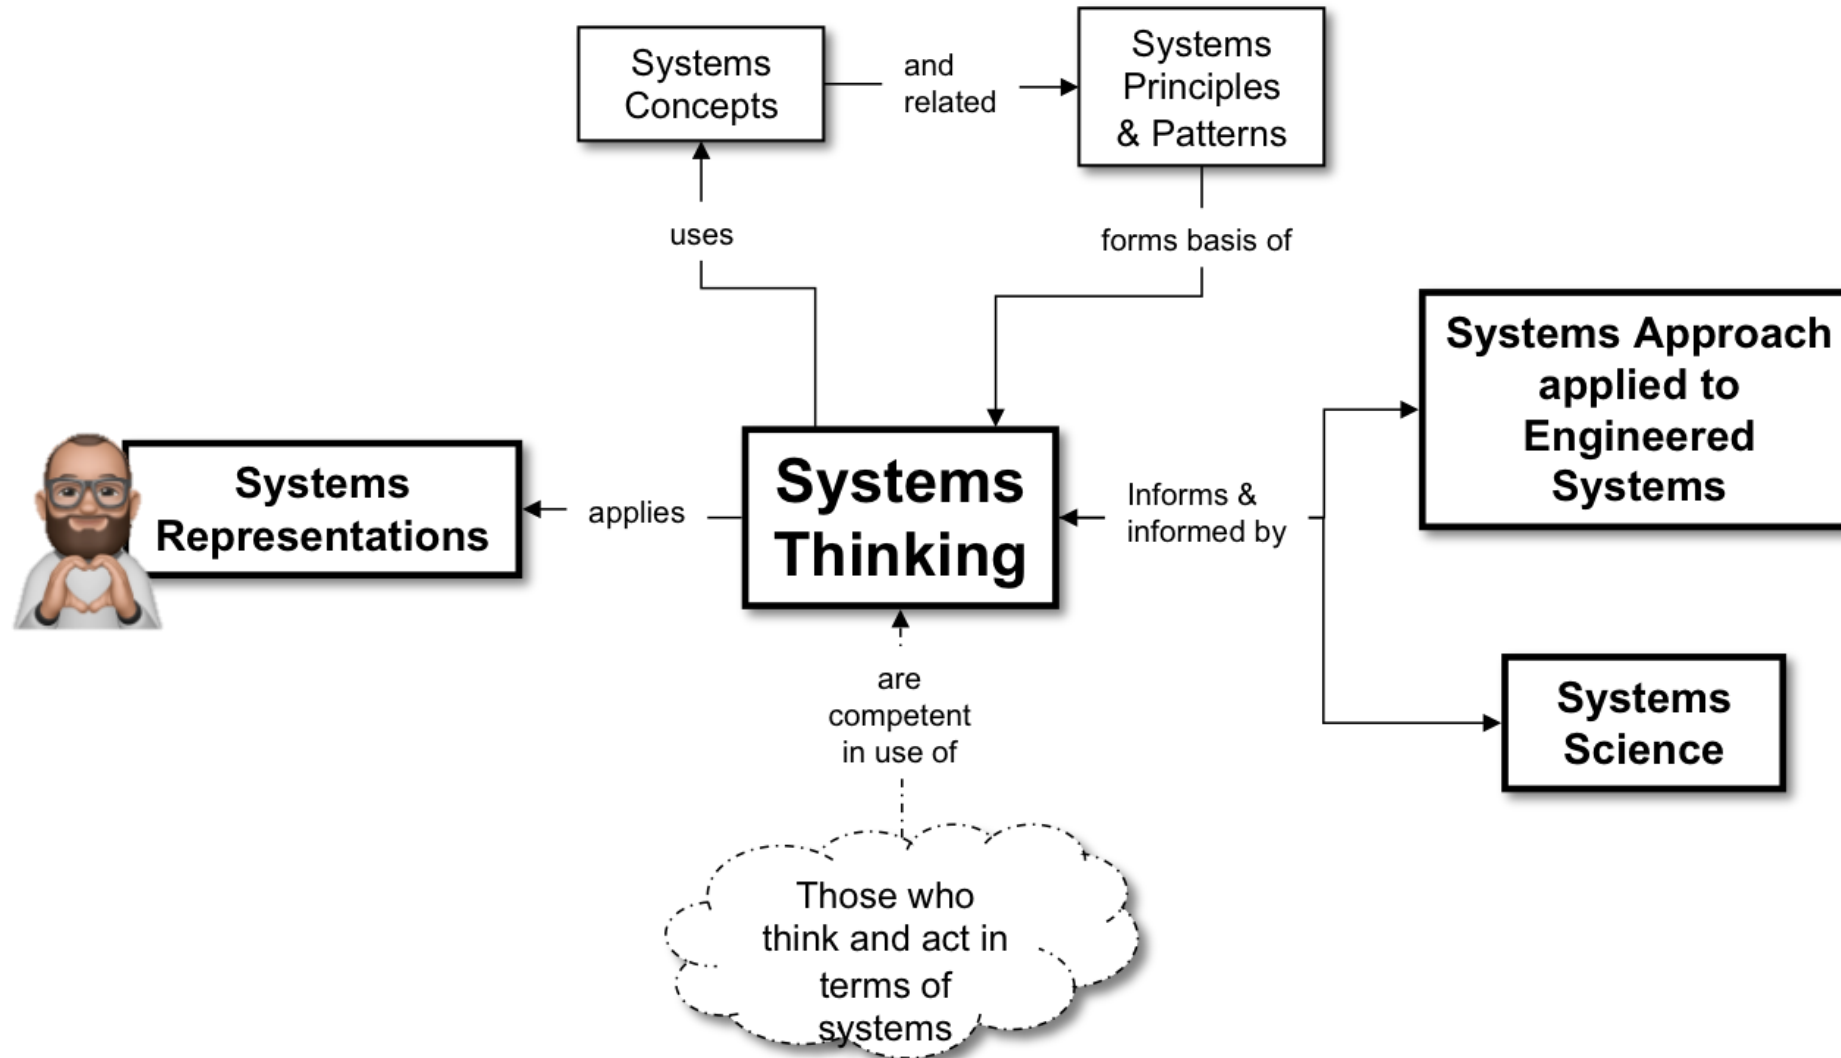 Systems
Concepts
and
related
Systems
Principles
& Patterns
uses
forms basis of
Systems
Representations
applies
Systems
Thinking
Informs &
informed by
Systems Approach
applied to
Engineered
Systems
Systems
Science
are
competent
in use of
Those who
think and act in
terms of
systems